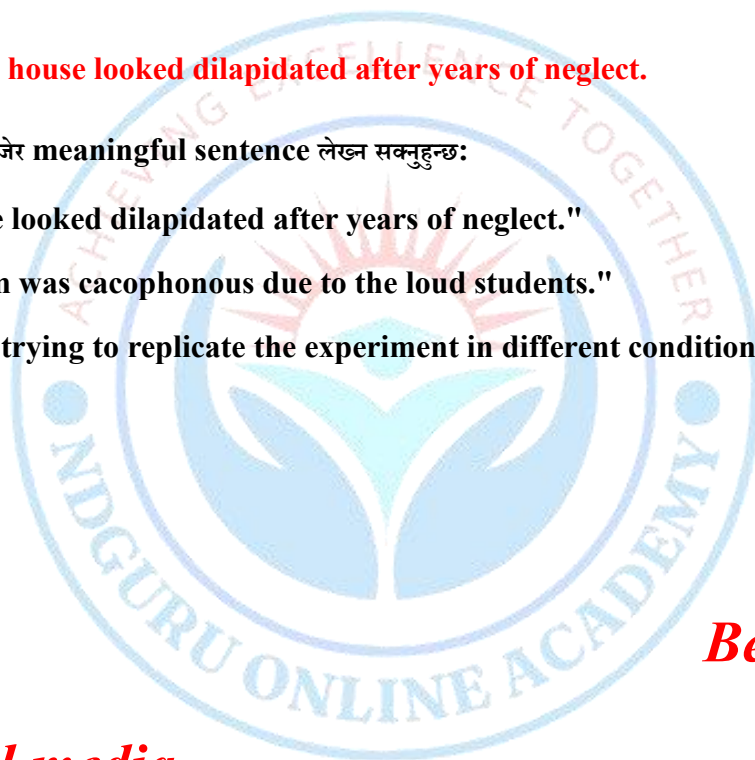 house looked dilapidated after years of neglect.
जेर meaningful sentence लेख्न सक्नुहुन्छ:
looked dilapidated after years of neglect."
was cacophonous due to the loud students."
trying to replicate the experiment in different condition
ACHIEVING EXCELLENCE TOGETHER
NDGURU ONLINE ACADEMY
Be
media